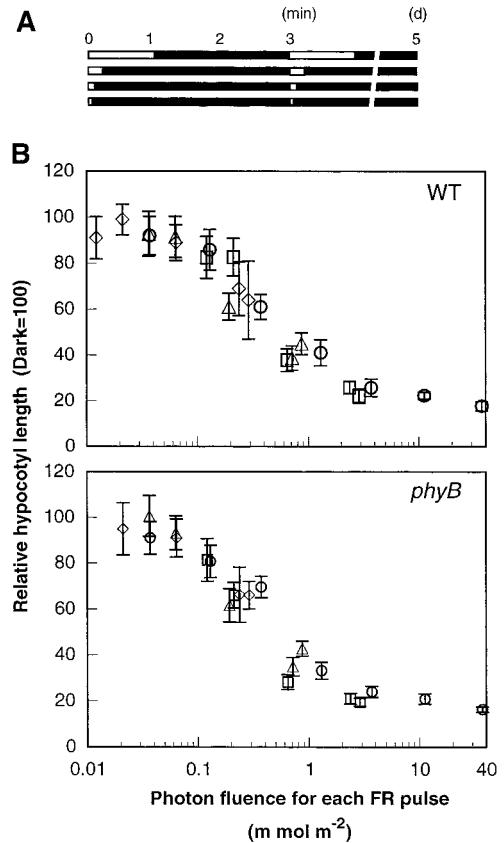 A
(min) (d)
0 1 2 3 5
B
120
100
80
60
40
20
0
WT
120
100
80
60
40
20
0
phyB
Relative hypocotyl length (Dark=100)
0.01 0.1 1 10 40
Photon fluence for each FR pulse
(m mol m-2)